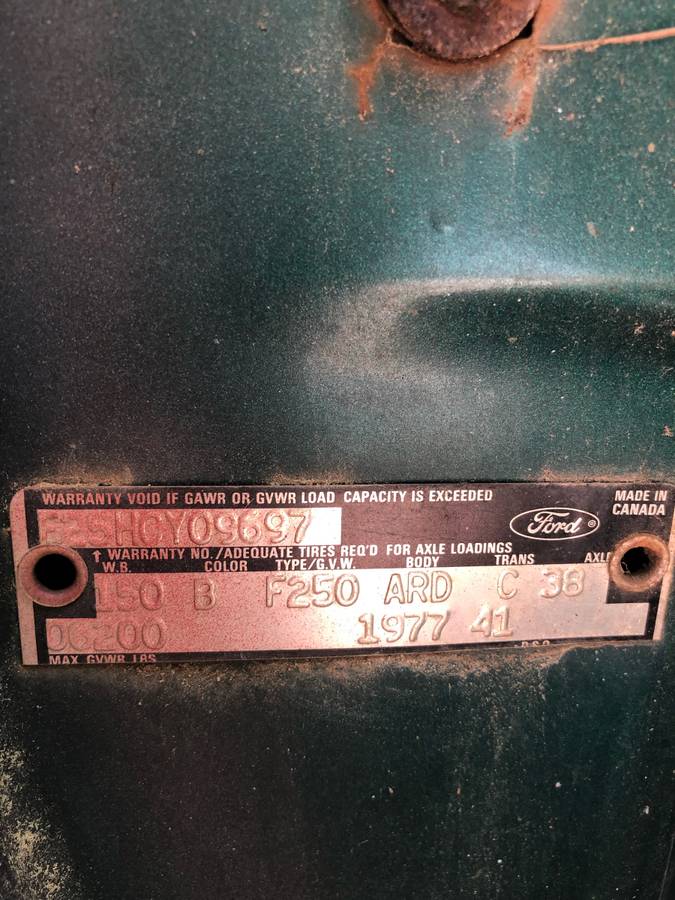 WARRANTY VOID IF GAWR OR GVWR LOAD CAPACITY IS EXCEEDED
MADE IN CANADA
F25HCY09697
Ford ®
↑ WARRANTY NO./ADEQUATE TIRES REQ'D FOR AXLE LOADINGS
W.B. COLOR TYPE/G.V.W. BODY TRANS AXLE
150 B F250 ARD C 38
06200 1977 41
MAX. GVWR LBS D.S.O.